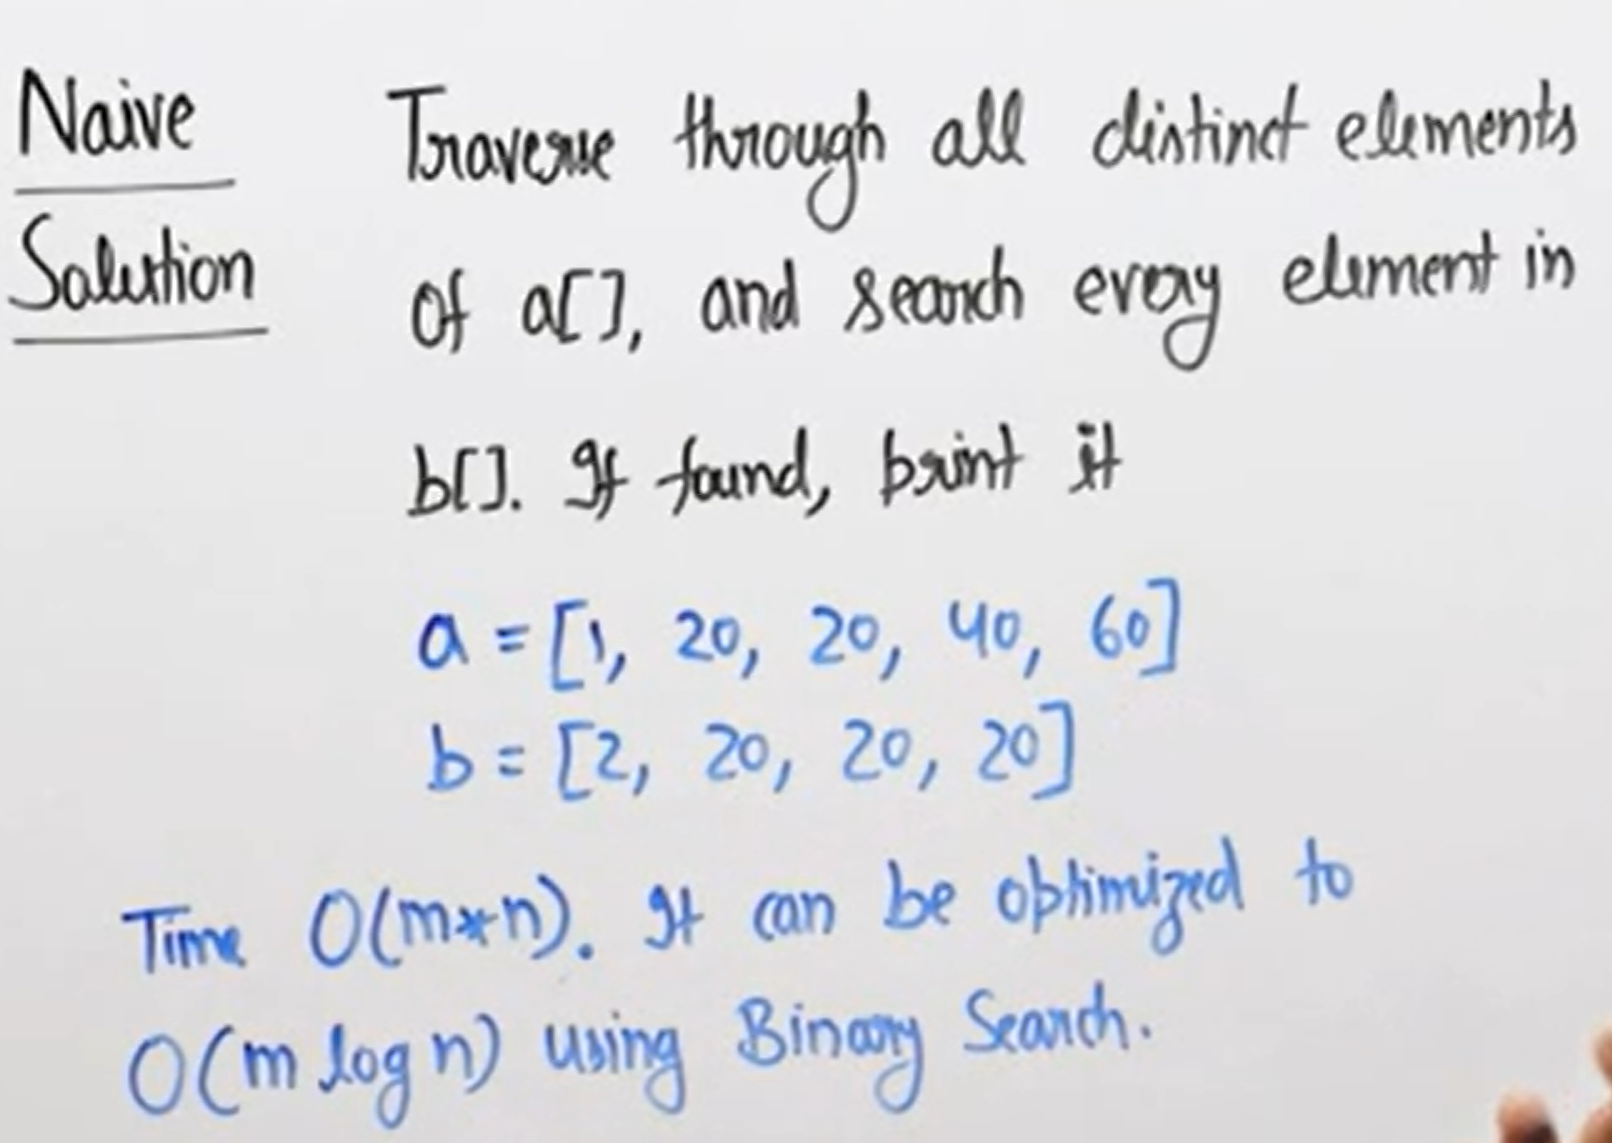 Naive Traverse through all distinct elements
Solution of a[], and search every element in
b[]. If found, print it
a = [1, 20, 20, 40, 60]
b = [2, 20, 20, 20]
Time O(m*n). It can be optimized to
O(m log n) using Binary Search.